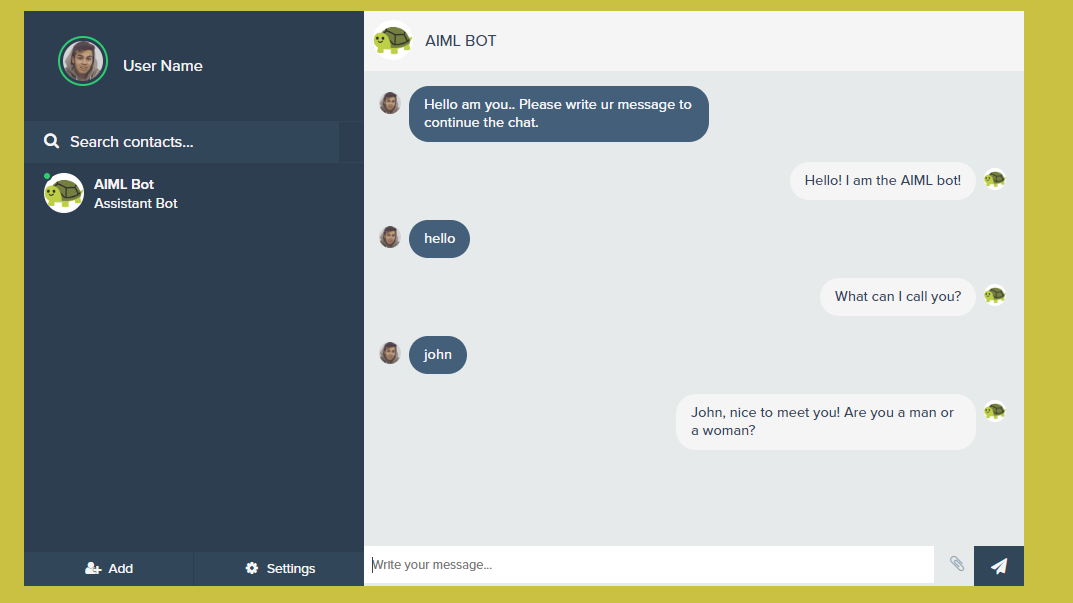 User Name
Search contacts...
AIML Bot
Assistant Bot
Add
Settings
AIML BOT
Hello am you.. Please write ur message to
continue the chat.
Hello! I am the AIML bot!
hello
What can I call you?
john
John, nice to meet you! Are you a man or
a woman?
Write your message...